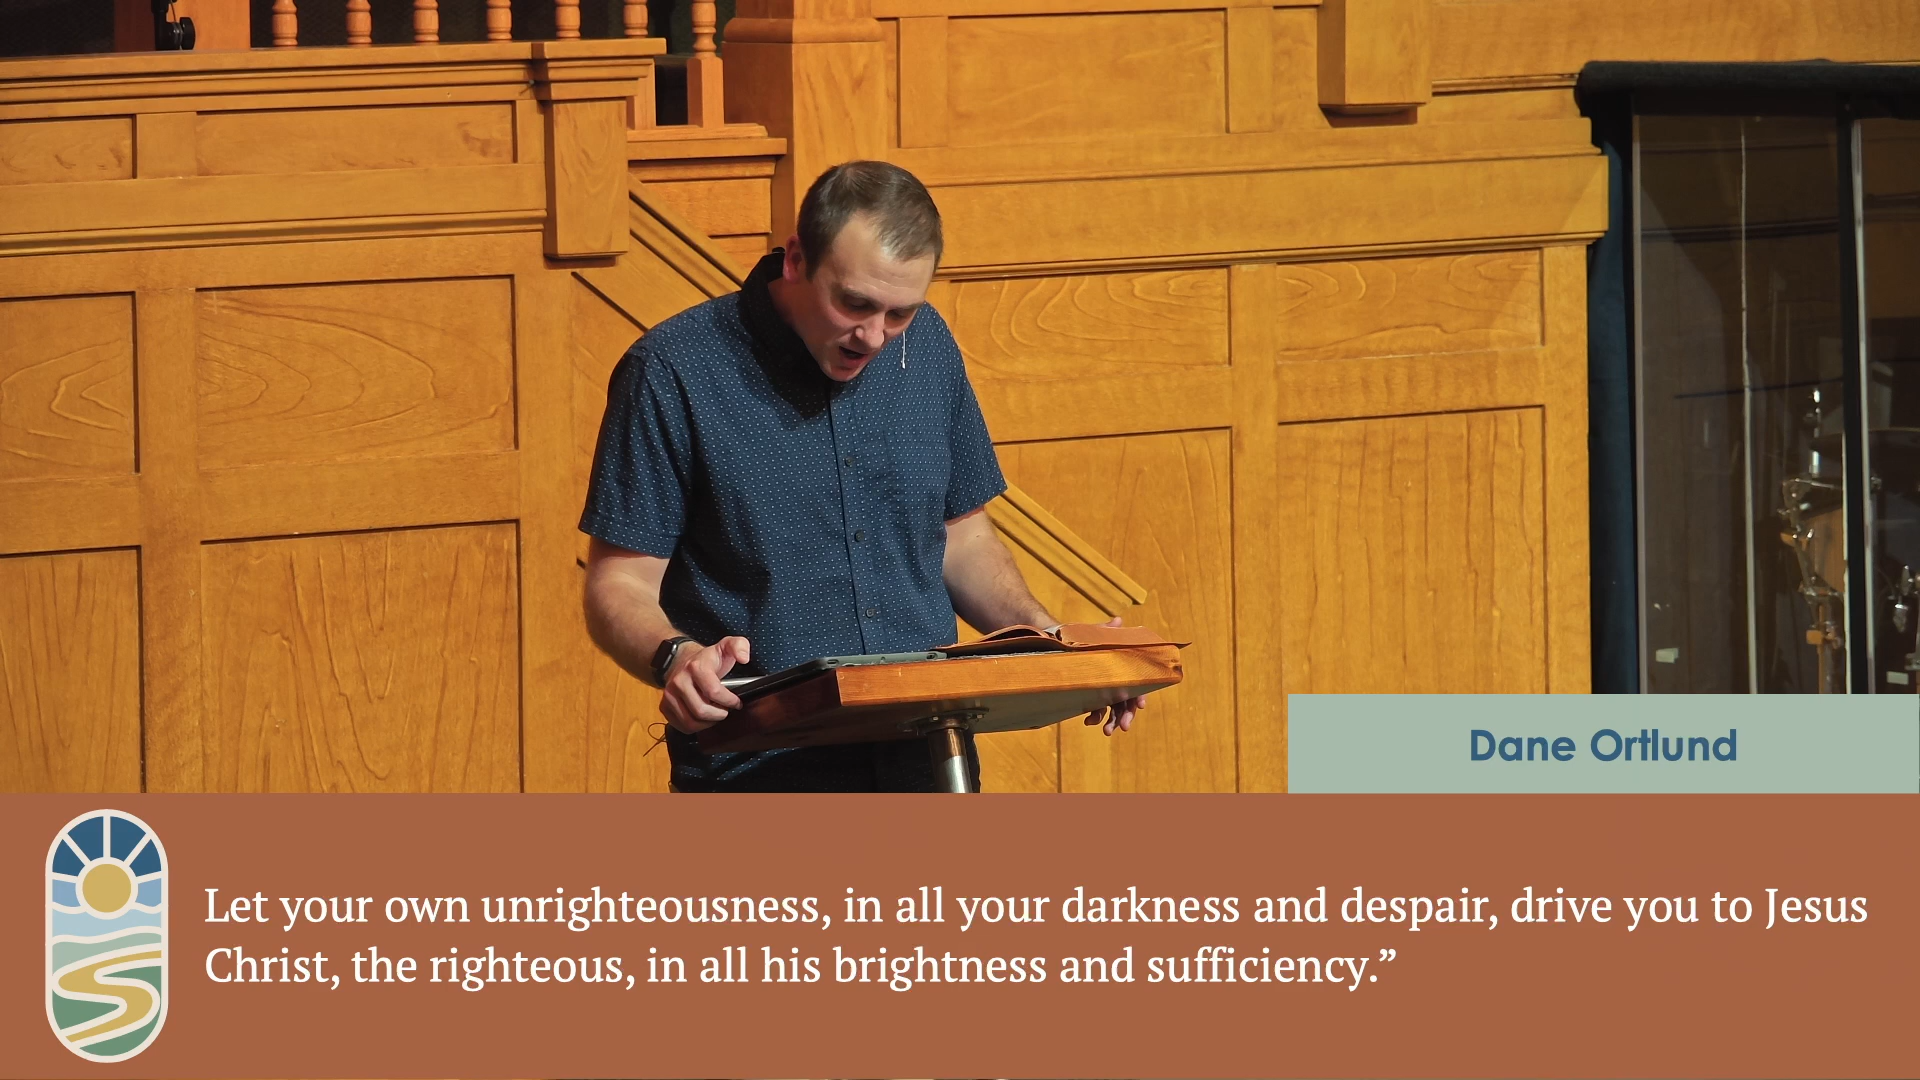 Dane Ortlund
Let your own unrighteousness, in all your darkness and despair, drive you to Jesus
Christ, the righteous, in all his brightness and sufficiency.”